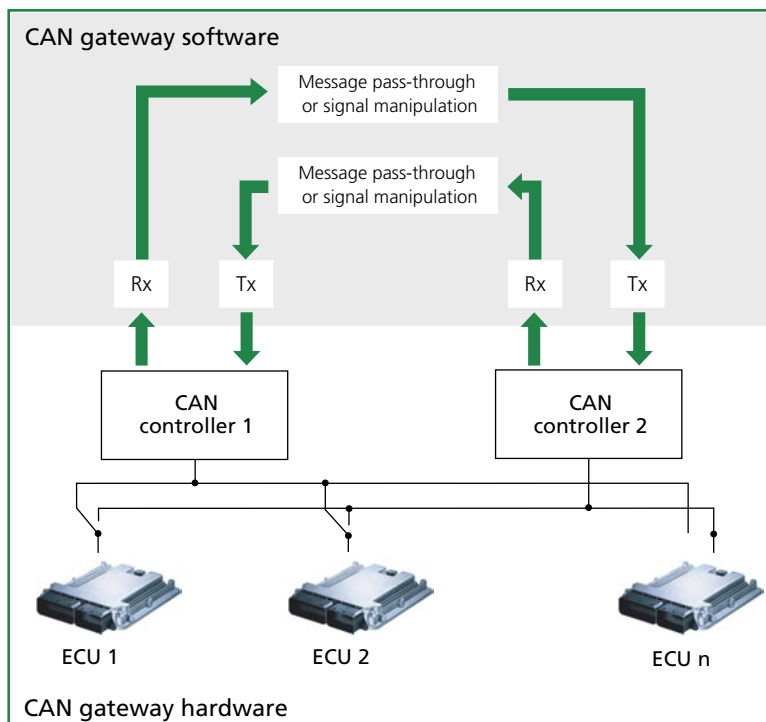 CAN gateway software
Message pass-through
or signal manipulation
Message pass-through
or signal manipulation
Rx
Tx
Rx
Tx
CAN
controller 1
CAN
controller 2
ECU 1
ECU 2
ECU n
CAN gateway hardware